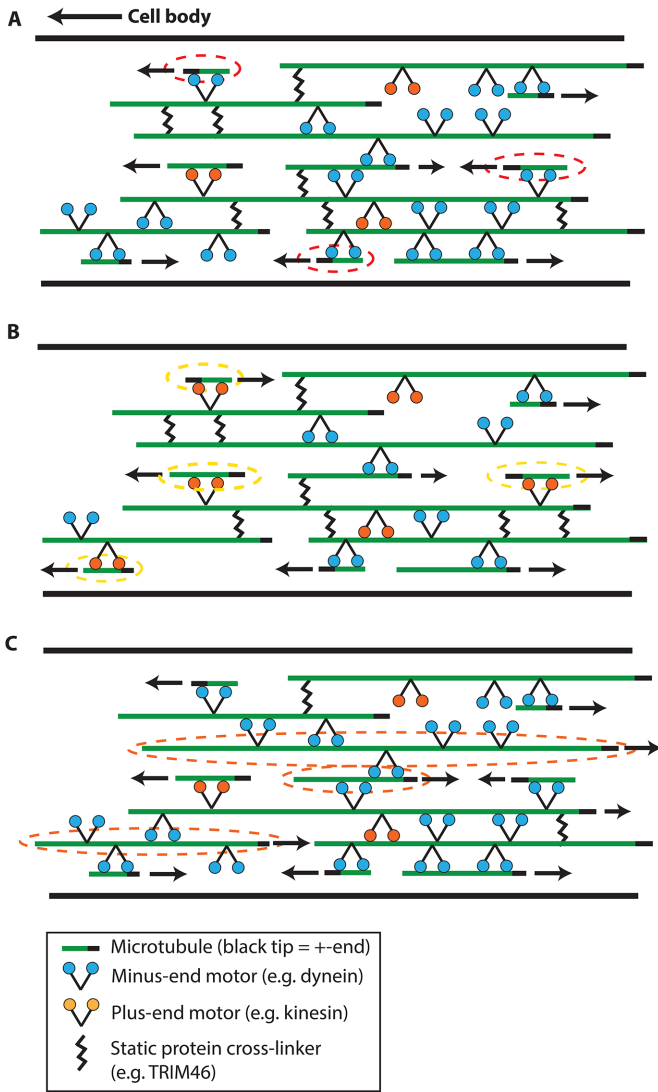 A
Cell body
B
C
Microtubule (black tip = +-end)
Minus-end motor (e.g. dynein)
Plus-end motor (e.g. kinesin)
Static protein cross-linker
(e.g. TRIM46)